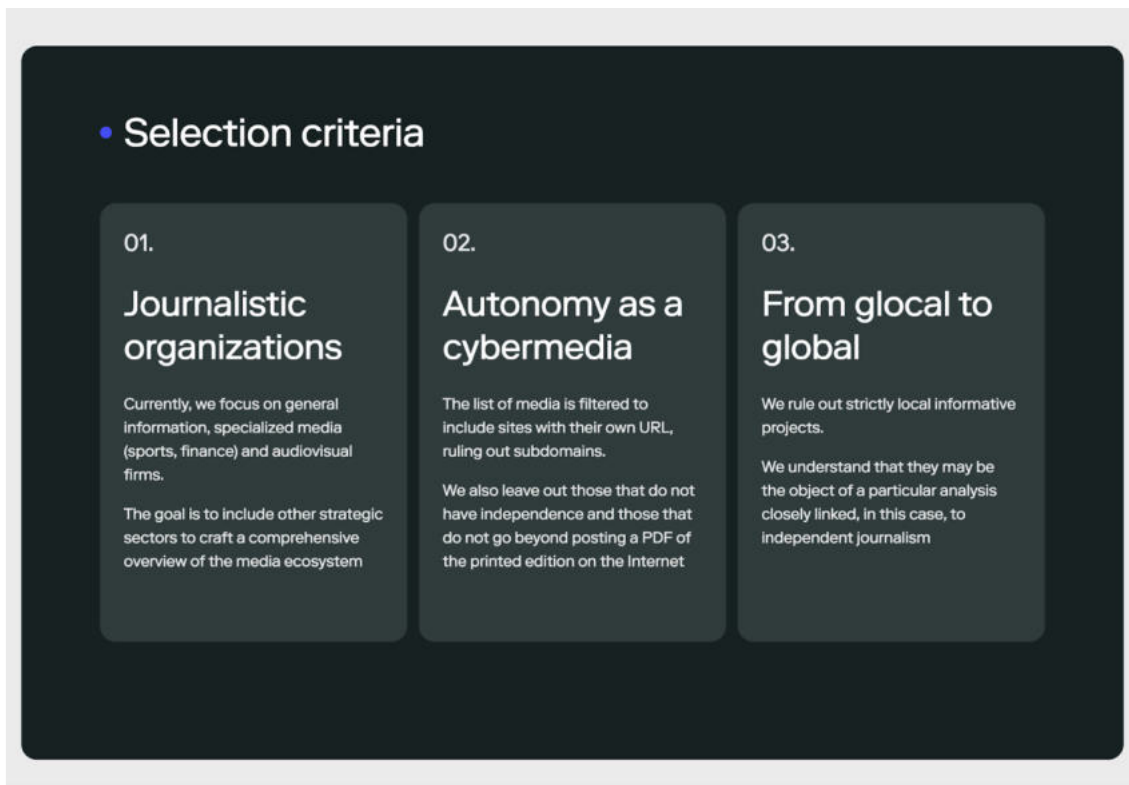 Selection criteria
01.
Journalistic
organizations
Currently, we focus on general
information, specialized media
(sports, finance) and audiovisual
firms.
The goal is to include other strategic
sectors to craft a comprehensive
overview of the media ecosystem
02.
Autonomy as a
cybermedia
The list of media is filtered to
include sites with their own URL,
ruling out subdomains.
We also leave out those that do not
have independence and those that
do not go beyond posting a PDF of
the printed edition on the Internet
03.
From glocal to
global
We rule out strictly local informative
projects.
We understand that they may be
the object of a particular analysis
closely linked, in this case, to
independent journalism